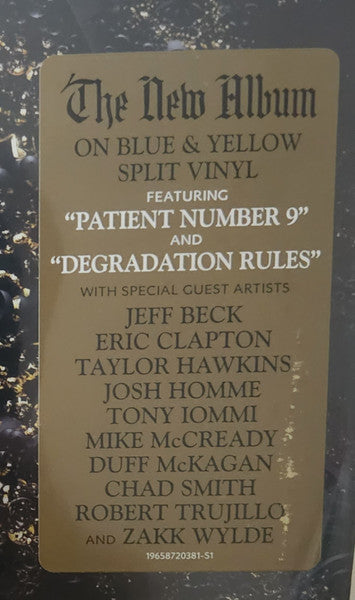 The New Album
ON BLUE & YELLOW
SPLIT VINYL
FEATURING
"PATIENT NUMBER 9"
AND
"DEGRADATION RULES"
WITH SPECIAL GUEST ARTISTS
JEFF BECK
ERIC CLAPTON
TAYLOR HAWKINS
JOSH HOMME
TONY IOMMI
MIKE McCREADY
DUFF McKAGAN
CHAD SMITH
ROBERT TRUJILLO
AND ZAKK WYLDE
19658720381-S1